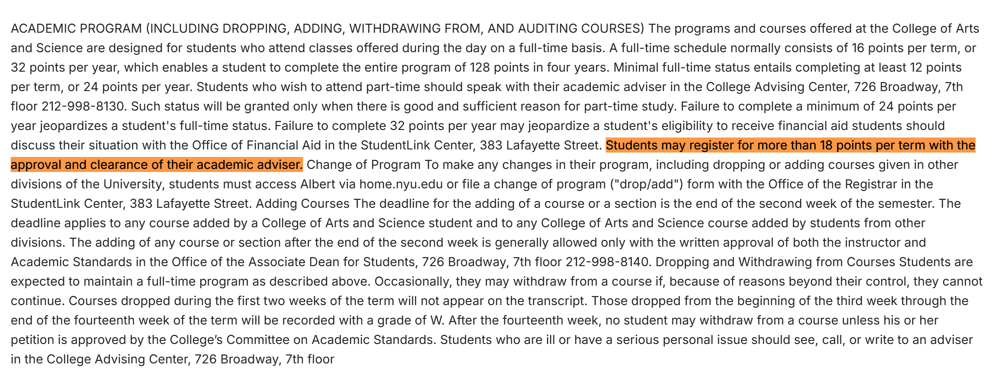 ACADEMIC PROGRAM (INCLUDING DROPPING, ADDING, WITHDRAWING FROM, AND AUDITING COURSES) The programs and courses offered at the College of Arts
and Science are designed for students who attend classes offered during the day on a full-time basis. A full-time schedule normally consists of 16 points per term, or
32 points per year, which enables a student to complete the entire program of 128 points in four years. Minimal full-time status entails completing at least 12 points
per term, or 24 points per year. Students who wish to attend part-time should speak with their academic adviser in the College Advising Center, 726 Broadway, 7th
floor 212-998-8130. Such status will be granted only when there is good and sufficient reason for part-time study. Failure to complete a minimum of 24 points per
year jeopardizes a student's full-time status. Failure to complete 32 points per year may jeopardize a student's eligibility to receive financial aid students should
discuss their situation with the Office of Financial Aid in the StudentLink Center, 383 Lafayette Street. Students may register for more than 18 points per term with the
approval and clearance of their academic adviser. Change of Program To make any changes in their program, including dropping or adding courses given in other
divisions of the University, students must access Albert via home.nyu.edu or file a change of program ("drop/add") form with the Office of the Registrar in the
StudentLink Center, 383 Lafayette Street. Adding Courses The deadline for the adding of a course or a section is the end of the second week of the semester. The
deadline applies to any course added by a College of Arts and Science student and to any College of Arts and Science course added by students from other
divisions. The adding of any course or section after the end of the second week is generally allowed only with the written approval of both the instructor and
Academic Standards in the Office of the Associate Dean for Students, 726 Broadway, 7th floor 212-998-8140. Dropping and Withdrawing from Courses Students are
expected to maintain a full-time program as described above. Occasionally, they may withdraw from a course if, because of reasons beyond their control, they cannot
continue. Courses dropped during the first two weeks of the term will not appear on the transcript. Those dropped from the beginning of the third week through the
end of the fourteenth week of the term will be recorded with a grade of W. After the fourteenth week, no student may withdraw from a course unless his or her
petition is approved by the College’s Committee on Academic Standards. Students who are ill or have a serious personal issue should see, call, or write to an adviser
in the College Advising Center, 726 Broadway, 7th floor